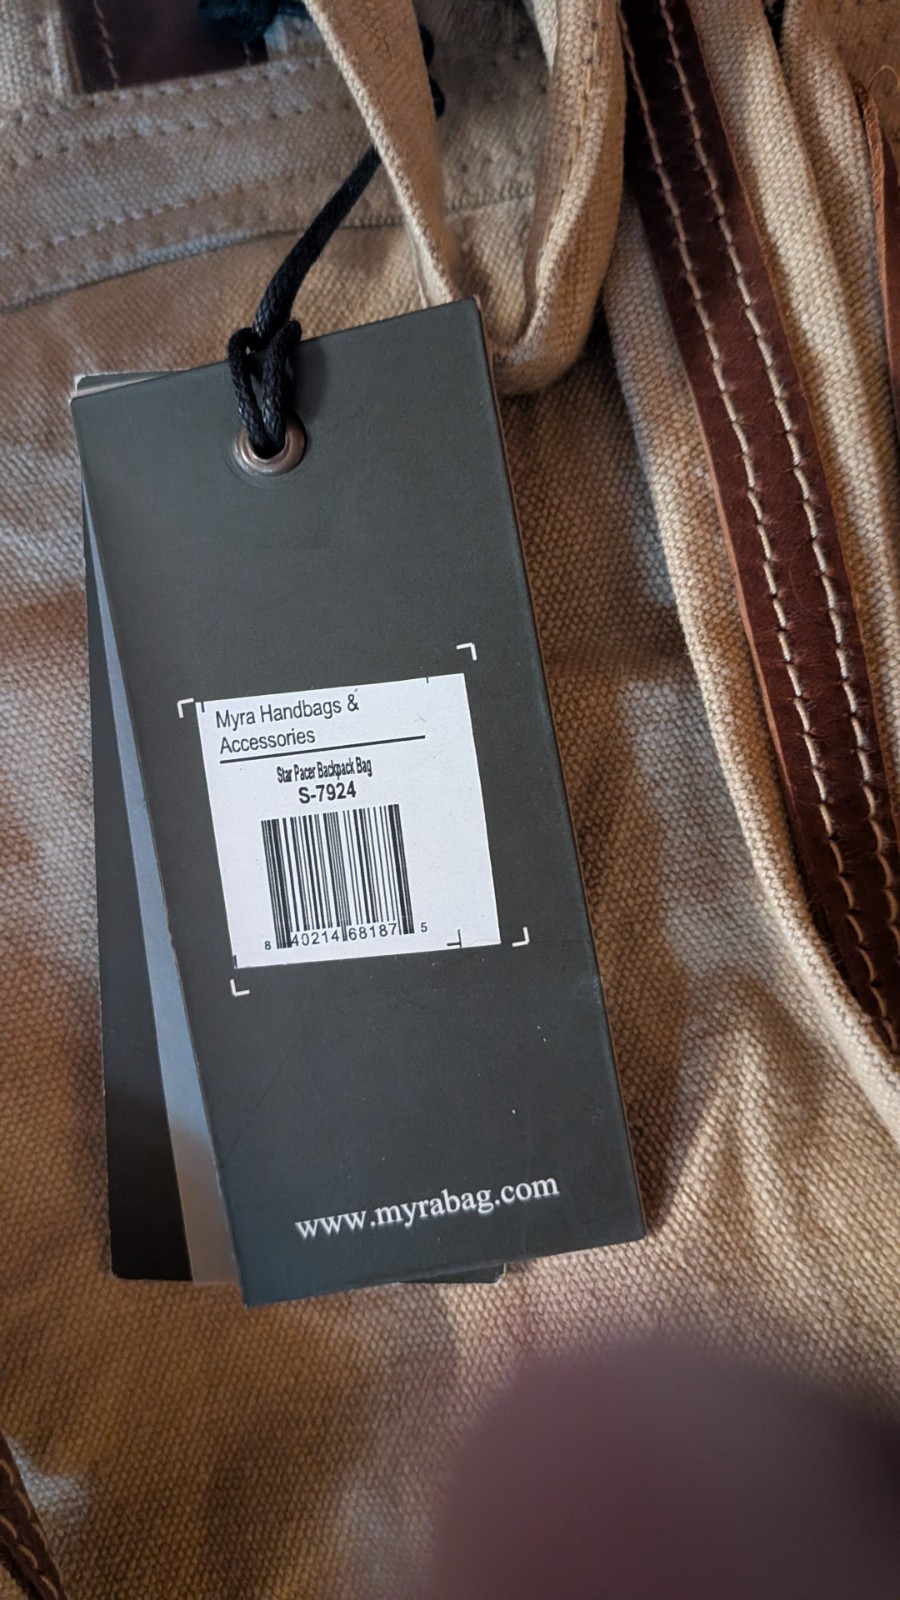 Myra Handbags &
Accessories
Star Pacer Backpack Bag
S-7924
8 40214 68187 5
www.myrabag.com